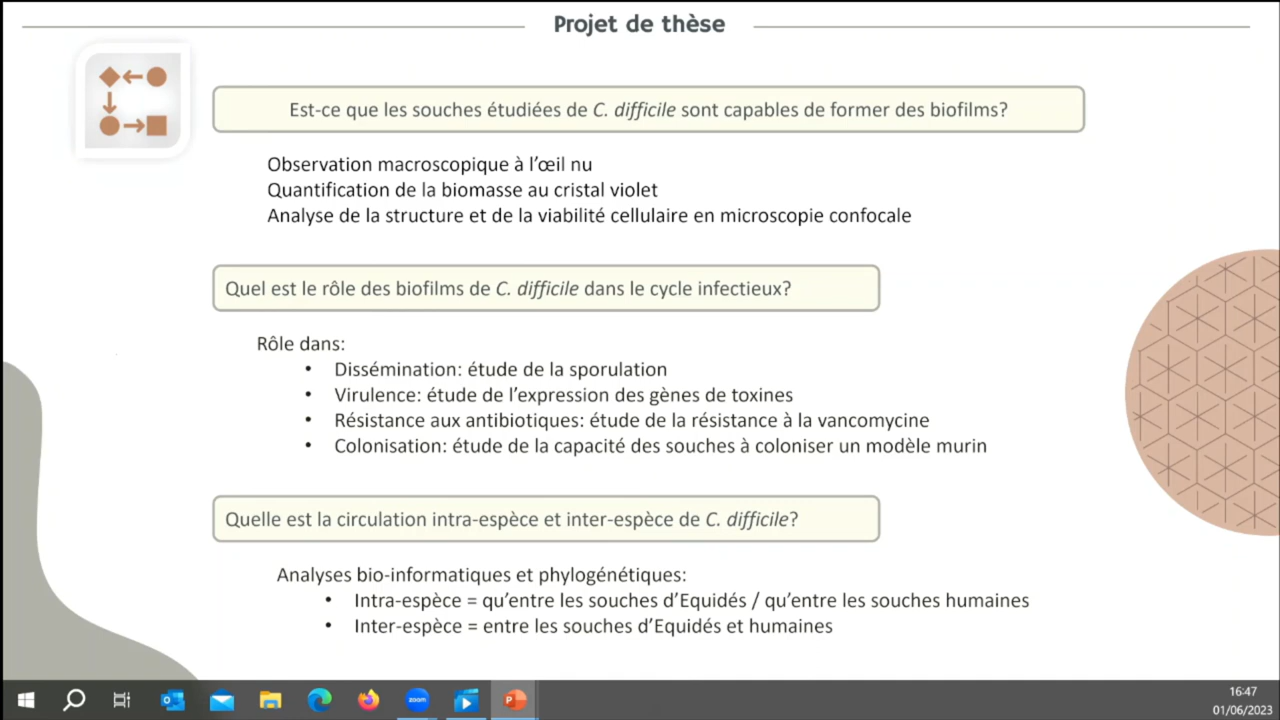 Projet de thèse
Est-ce que les souches étudiées de C. difficile sont capables de former des biofilms?
Observation macroscopique à l'œil nu
Quantification de la biomasse au cristal violet
Analyse de la structure et de la viabilité cellulaire en microscopie confocale
Quel est le rôle des biofilms de C. difficile dans le cycle infectieux?
Rôle dans:
• Dissémination: étude de la sporulation
• Virulence: étude de l'expression des gènes de toxines
• Résistance aux antibiotiques: étude de la résistance à la vancomycine
• Colonisation: étude de la capacité des souches à coloniser un modèle murin
Quelle est la circulation intra-espèce et inter-espèce de C. difficile?
Analyses bio-informatiques et phylogénétiques:
• Intra-espèce = qu'entre les souches d'Equidés / qu'entre les souches humaines
• Inter-espèce = entre les souches d'Equidés et humaines
zoom
16:47
01/06/2023